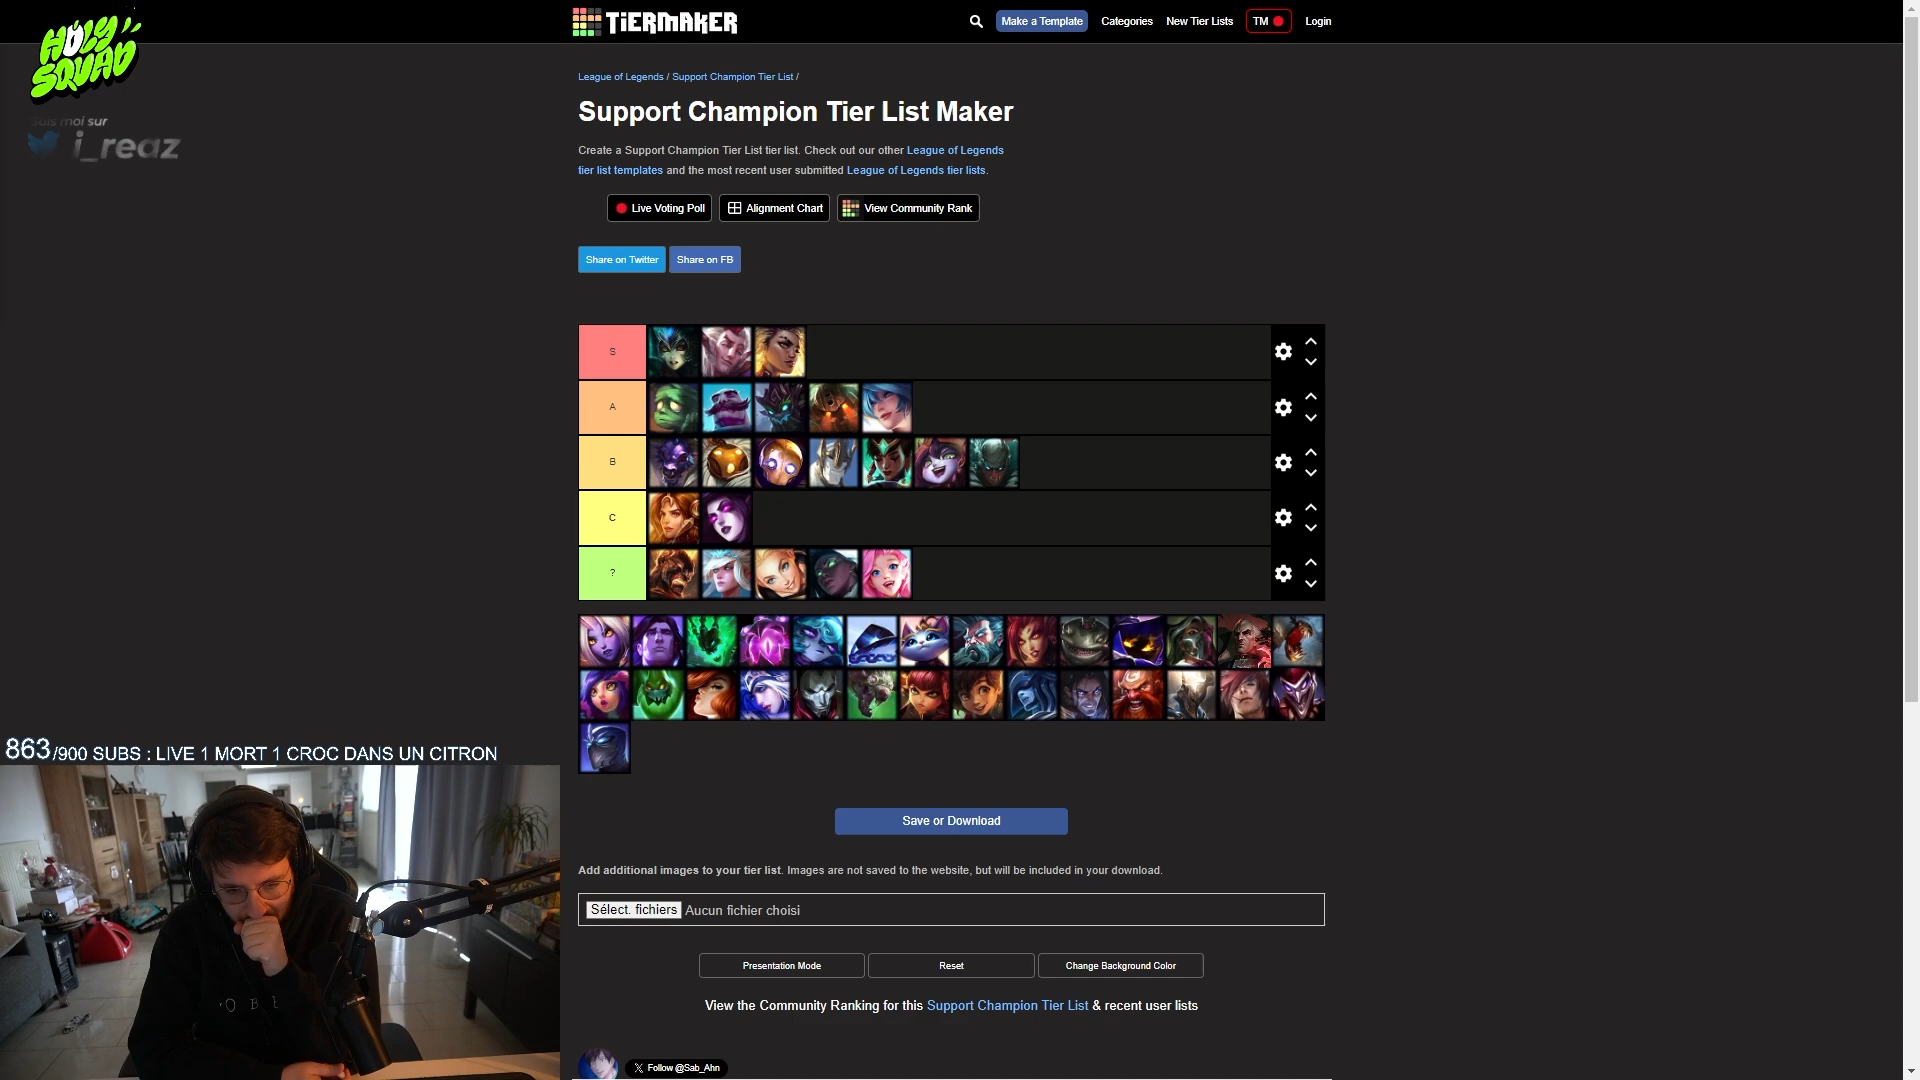 HOLY
SQUAD
Suis moi sur
i_reaz
TiERMAKER
Make a Template
Categories
New Tier Lists
TM
Login
League of Legends / Support Champion Tier List /
Support Champion Tier List Maker
Create a Support Champion Tier List tier list. Check out our other League of Legends
tier list templates and the most recent user submitted League of Legends tier lists.
Live Voting Poll
Alignment Chart
View Community Rank
Share on Twitter
Share on FB
S
A
B
C
?
863/900 SUBS : LIVE 1 MORT 1 CROC DANS UN CITRON
Save or Download
Add additional images to your tier list. Images are not saved to the website, but will be included in your download.
Sélect. fichiers Aucun fichier choisi
Presentation Mode
Reset
Change Background Color
View the Community Ranking for this Support Champion Tier List & recent user lists
Follow @Sab_Ahn